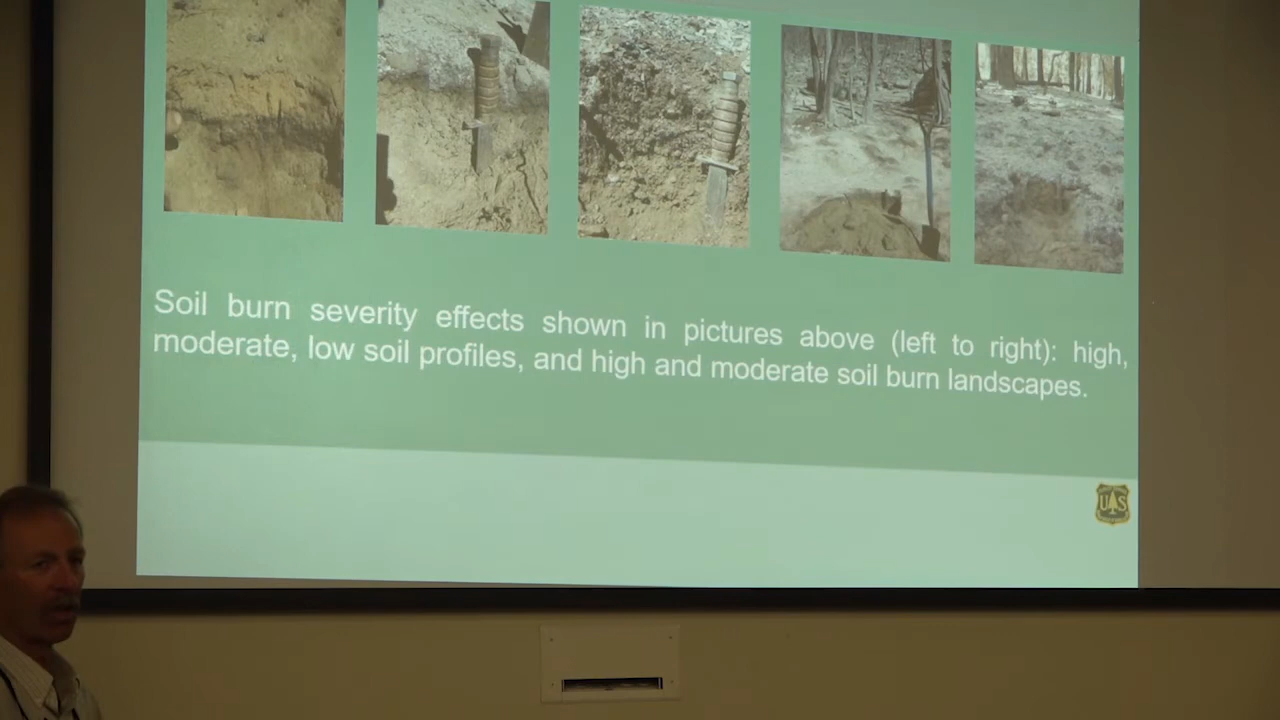 Soil burn severity effects shown in pictures above (left to right): high,
moderate, low soil profiles, and high and moderate soil burn landscapes.
U S